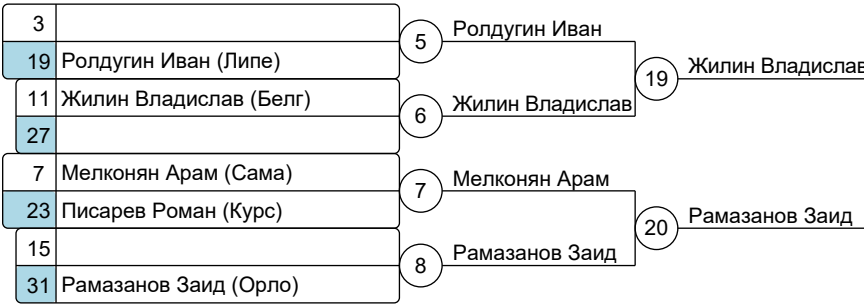 3
19 Ролдугин Иван (Липе)
11 Жилин Владислав (Белг)
27
7 Мелконян Арам (Сама)
23 Писарев Роман (Курс)
15
31 Рамазанов Заид (Орло)
5 Ролдугин Иван
6 Жилин Владислав
7 Мелконян Арам
8 Рамазанов Заид
19 Жилин Владислав
20 Рамазанов Заид